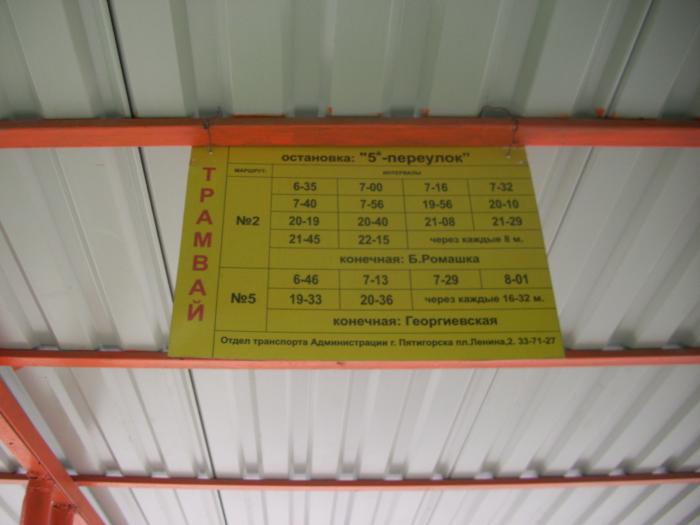 ТРАМВАЙ
остановка: "5й-переулок"
МАРШРУТ: ИНТЕРВАЛЫ
№2
6-35 7-00 7-16 7-32
7-40 7-56 19-56 20-10
20-19 20-40 21-08 21-29
21-45 22-15 через каждые 8 м.
конечная: Б.Ромашка
№5
6-46 7-13 7-29 8-01
19-33 20-36 через каждые 16-32 м.
конечная: Георгиевская
Отдел транспорта Администрации г. Пятигорска пл.Ленина,2. 33-71-27